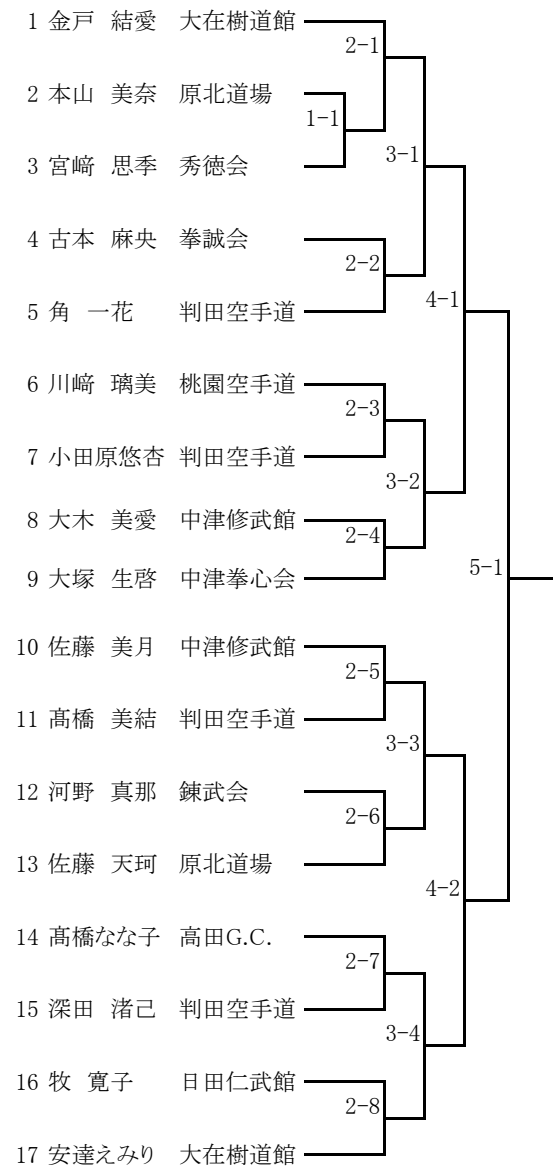 1 金戸 結愛 大在樹道館
2-1
2 本山 美奈 原北道場
1-1
3-1
3 宮﨑 思季 秀徳会
4 古本 麻央 拳誠会
2-2
4-1
5 角 一花 判田空手道
6 川﨑 璃美 桃園空手道
2-3
7 小田原悠杏 判田空手道
3-2
8 大木 美愛 中津修武館
2-4
5-1
9 大塚 生啓 中津拳心会
10 佐藤 美月 中津修武館
2-5
11 髙橋 美結 判田空手道
3-3
12 河野 真那 錬武会
2-6
13 佐藤 天珂 原北道場
4-2
14 髙橋なな子 高田G.C.
2-7
15 深田 渚己 判田空手道
3-4
16 牧 寛子 日田仁武館
2-8
17 安達えみり 大在樹道館